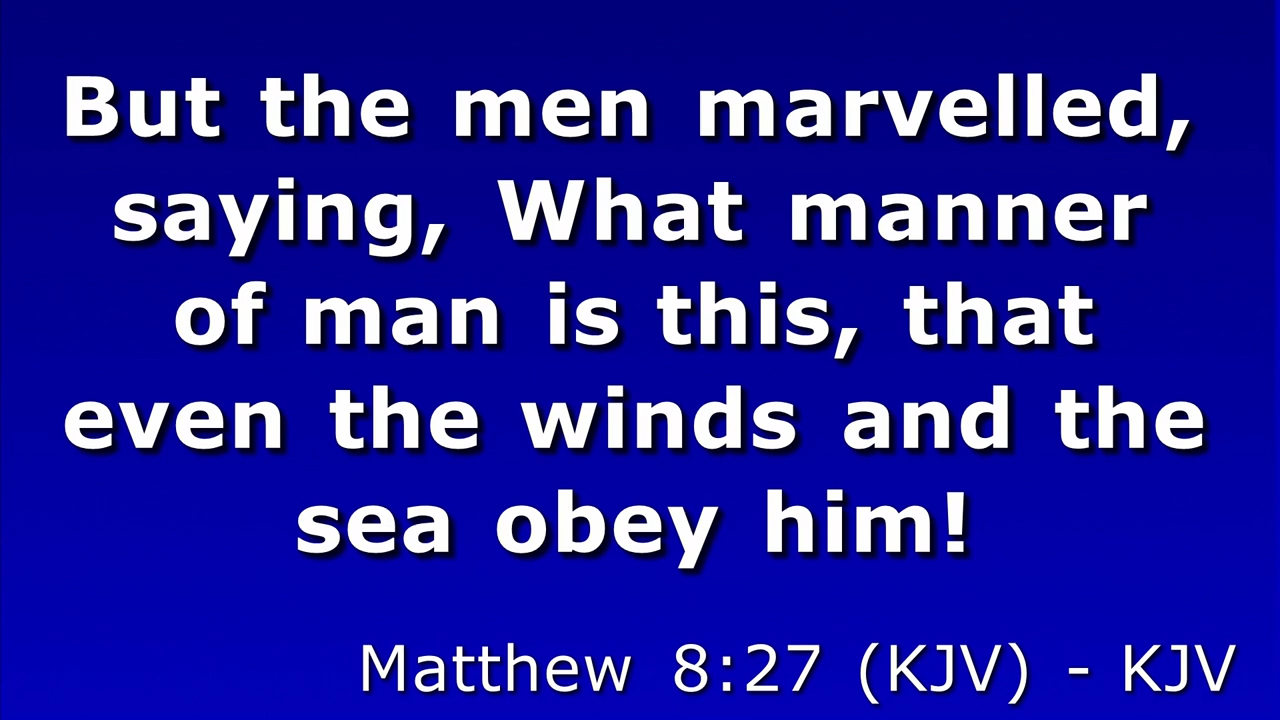 But the men marvelled,
saying, What manner
of man is this, that
even the winds and the
sea obey him!
Matthew 8:27 (KJV) - KJV